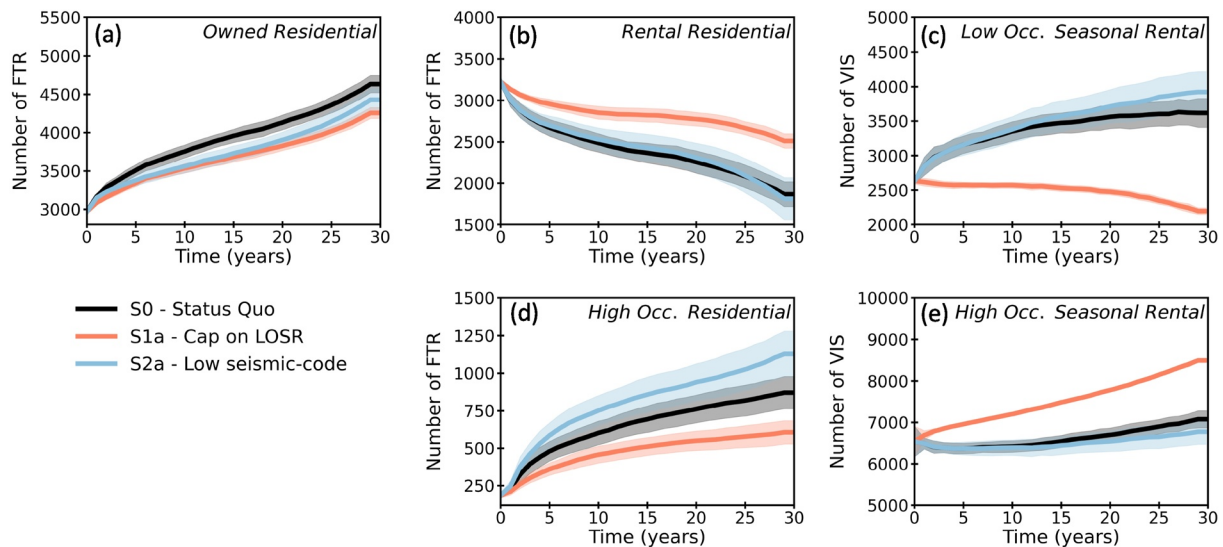 (a) Owned Residential
5500
5000
4500
4000
3500
3000
Number of FTR
0 5 10 15 20 25 30
Time (years)
(b) Rental Residential
4000
3500
3000
2500
2000
1500
Number of FTR
0 5 10 15 20 25 30
Time (years)
(c) Low Occ. Seasonal Rental
5000
4500
4000
3500
3000
2500
2000
Number of VIS
0 5 10 15 20 25 30
Time (years)
S0 - Status Quo
S1a - Cap on LOSR
S2a - Low seismic-code
(d) High Occ. Residential
1500
1250
1000
750
500
250
Number of FTR
0 5 10 15 20 25 30
Time (years)
(e) High Occ. Seasonal Rental
10000
9000
8000
7000
6000
5000
Number of VIS
0 5 10 15 20 25 30
Time (years)